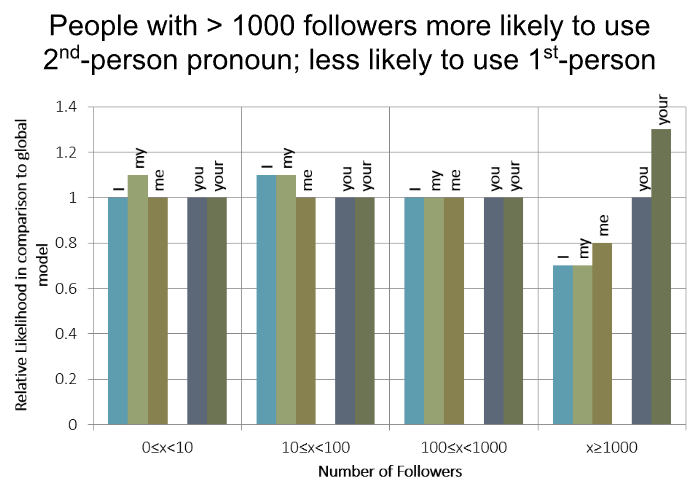 People with > 1000 followers more likely to use
2nd-person pronoun; less likely to use 1st-person
Relative Likelihood in comparison to global
model
1.4
1.2
1
0.8
0.6
0.4
0.2
0
I
my
me
you
your
I
my
me
you
your
I
my
me
you
your
I
my
me
you
your
0≤x<10
10≤x<100
100≤x<1000
x≥1000
Number of Followers